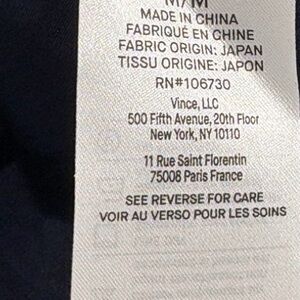 M/M
MADE IN CHINA
FABRIQUÉ EN CHINE
FABRIC ORIGIN: JAPAN
TISSU ORIGINE: JAPON
RN#106730
Vince, LLC
500 Fifth Avenue, 20th Floor
New York, NY 10110
11 Rue Saint Florentin
75008 Paris France
SEE REVERSE FOR CARE
VOIR AU VERSO POUR LES SOINS